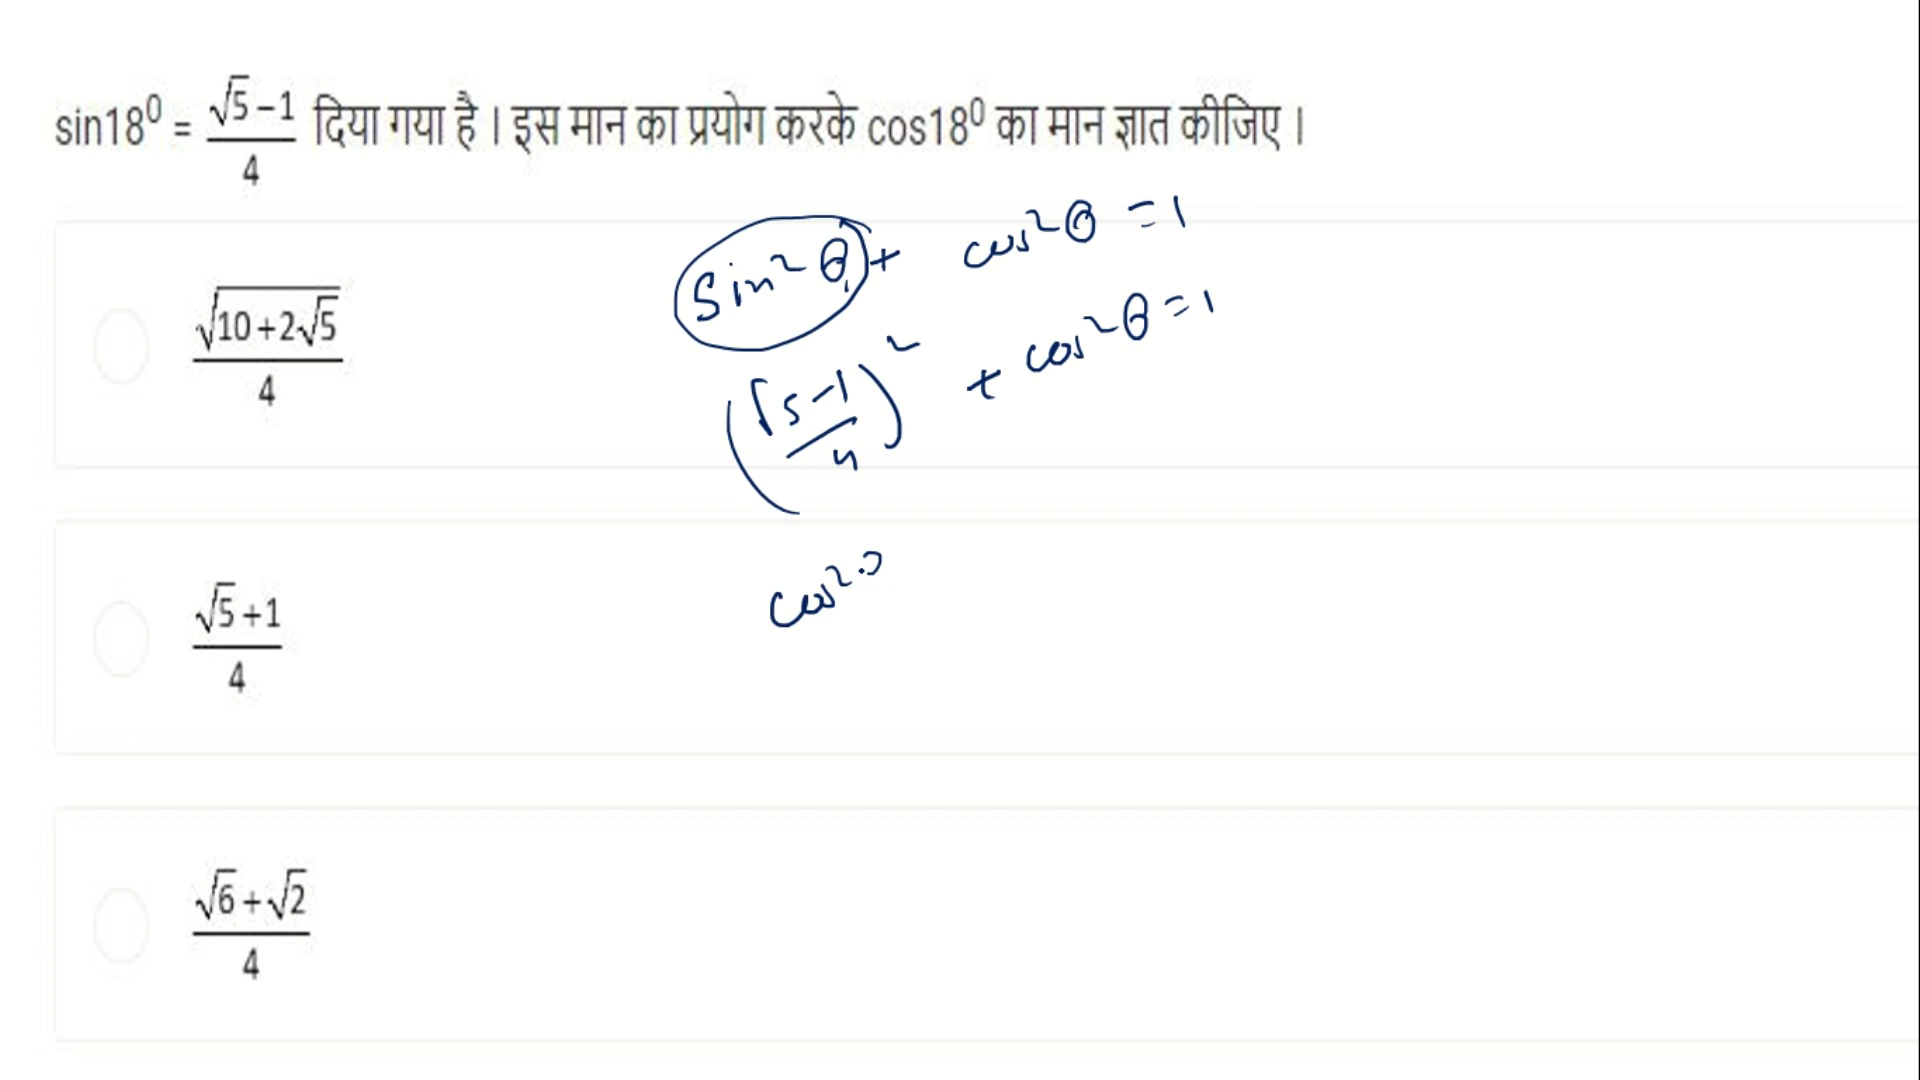 sin18⁰ = (√5−1)/4 दिया गया है । इस मान का प्रयोग करके cos18⁰ का मान ज्ञात कीजिए ।
sin²θ + cos²θ = 1
√(10+2√5)/4
((√5−1)/4)² + cos²θ = 1
cos²
(√5+1)/4
(√6+√2)/4